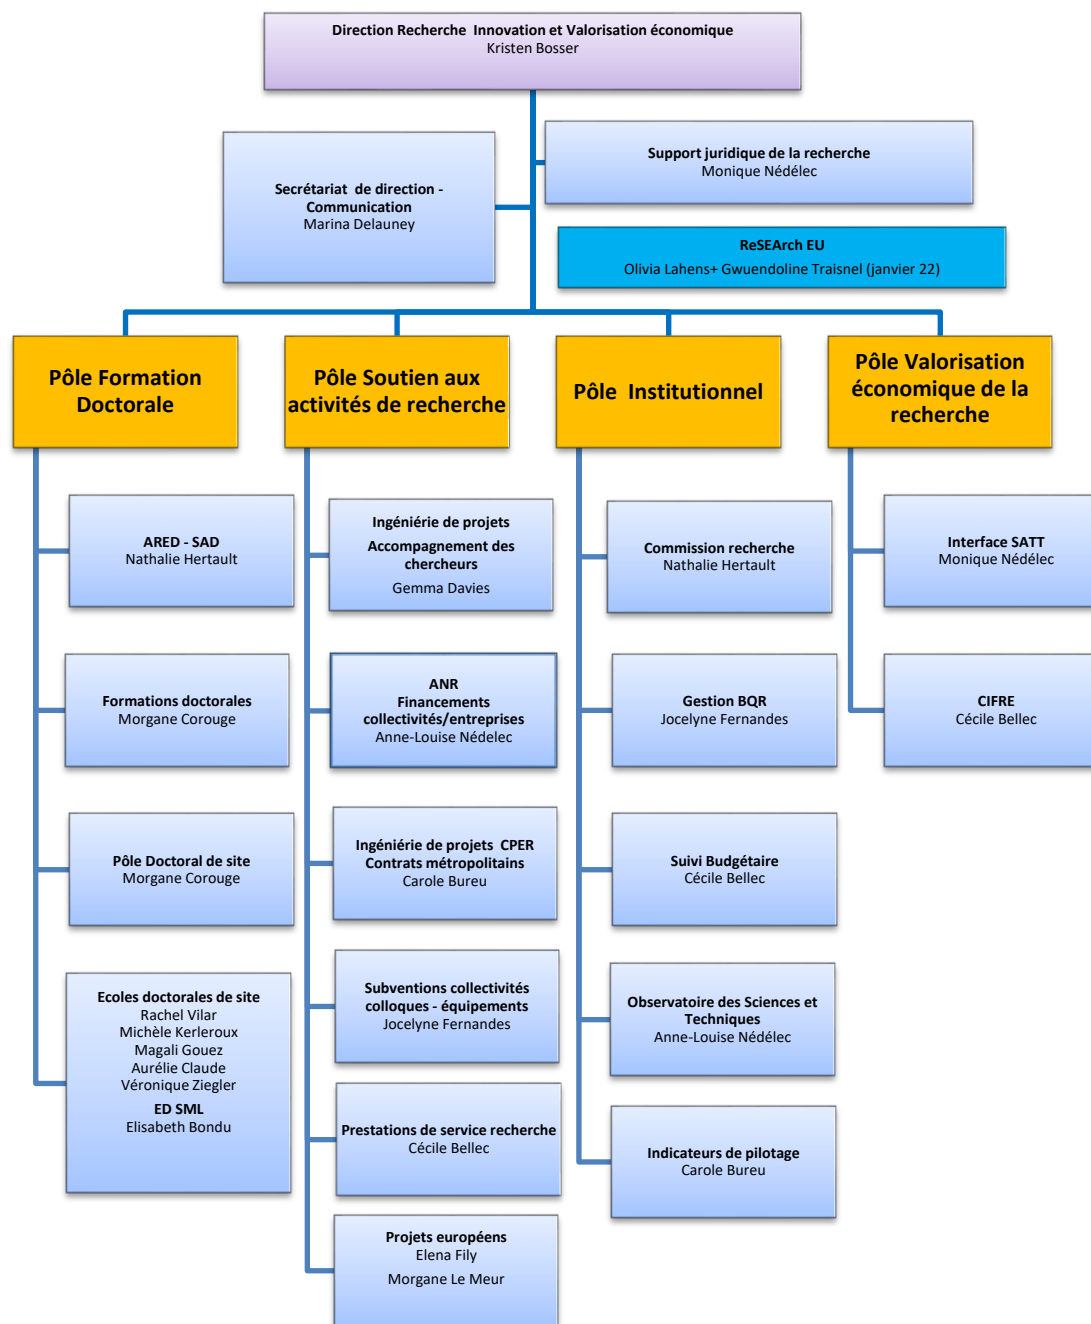 Direction Recherche Innovation et Valorisation économique
Kristen Bosser
Support juridique de la recherche
Monique Nédélec
Secrétariat de direction -
Communication
Marina Delauney
ReSEArch EU
Olivia Lahens+ Gwuendoline Traisnel (janvier 22)
Pôle Formation
Doctorale
ARED - SAD
Nathalie Hertault
Formations doctorales
Morgane Corouge
Pôle Doctoral de site
Morgane Corouge
Ecoles doctorales de site
Rachel Vilar
Michèle Kerleroux
Magali Gouez
Aurélie Claude
Véronique Ziegler
ED SML
Elisabeth Bondu
Pôle Soutien aux
activités de recherche
Ingéniérie de projets
Accompagnement des
chercheurs
Gemma Davies
ANR
Financements
collectivités/entreprises
Anne-Louise Nédelec
Ingéniérie de projets CPER
Contrats métropolitains
Carole Bureu
Subventions collectivités
colloques - équipements
Jocelyne Fernandes
Prestations de service recherche
Cécile Bellec
Projets européens
Elena Fily
Morgane Le Meur
Pôle Institutionnel
Commission recherche
Nathalie Hertault
Gestion BQR
Jocelyne Fernandes
Suivi Budgétaire
Cécile Bellec
Observatoire des Sciences et
Techniques
Anne-Louise Nédélec
Indicateurs de pilotage
Carole Bureu
Pôle Valorisation
économique de la
recherche
Interface SATT
Monique Nédélec
CIFRE
Cécile Bellec